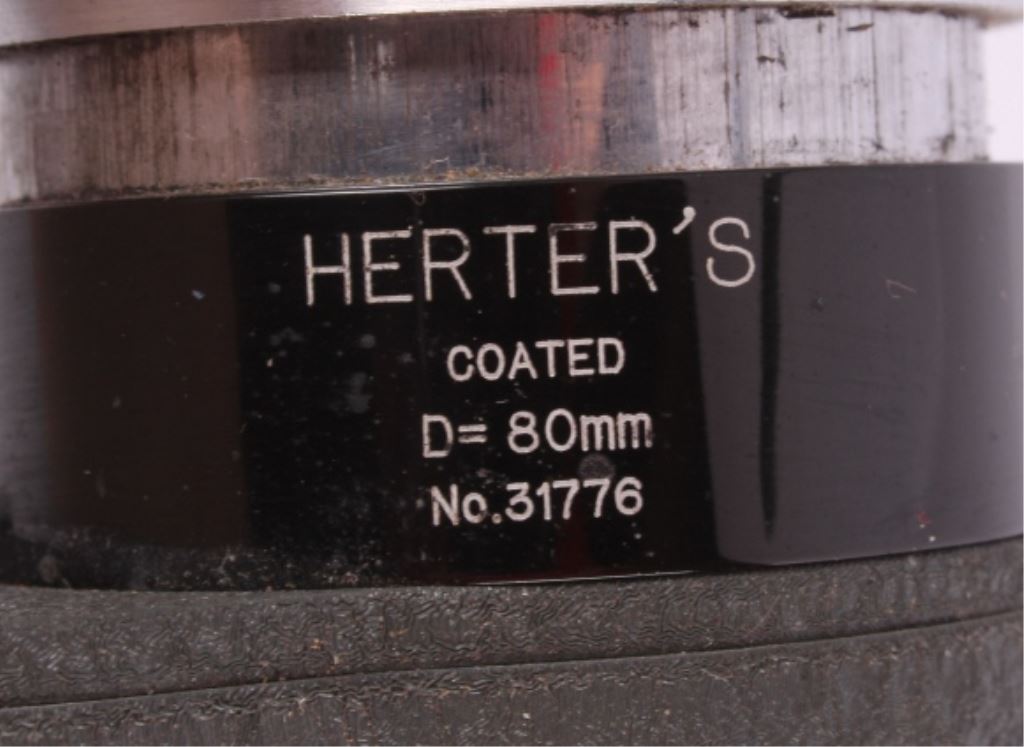 HERTER'S
COATED
D= 80mm
No.31776